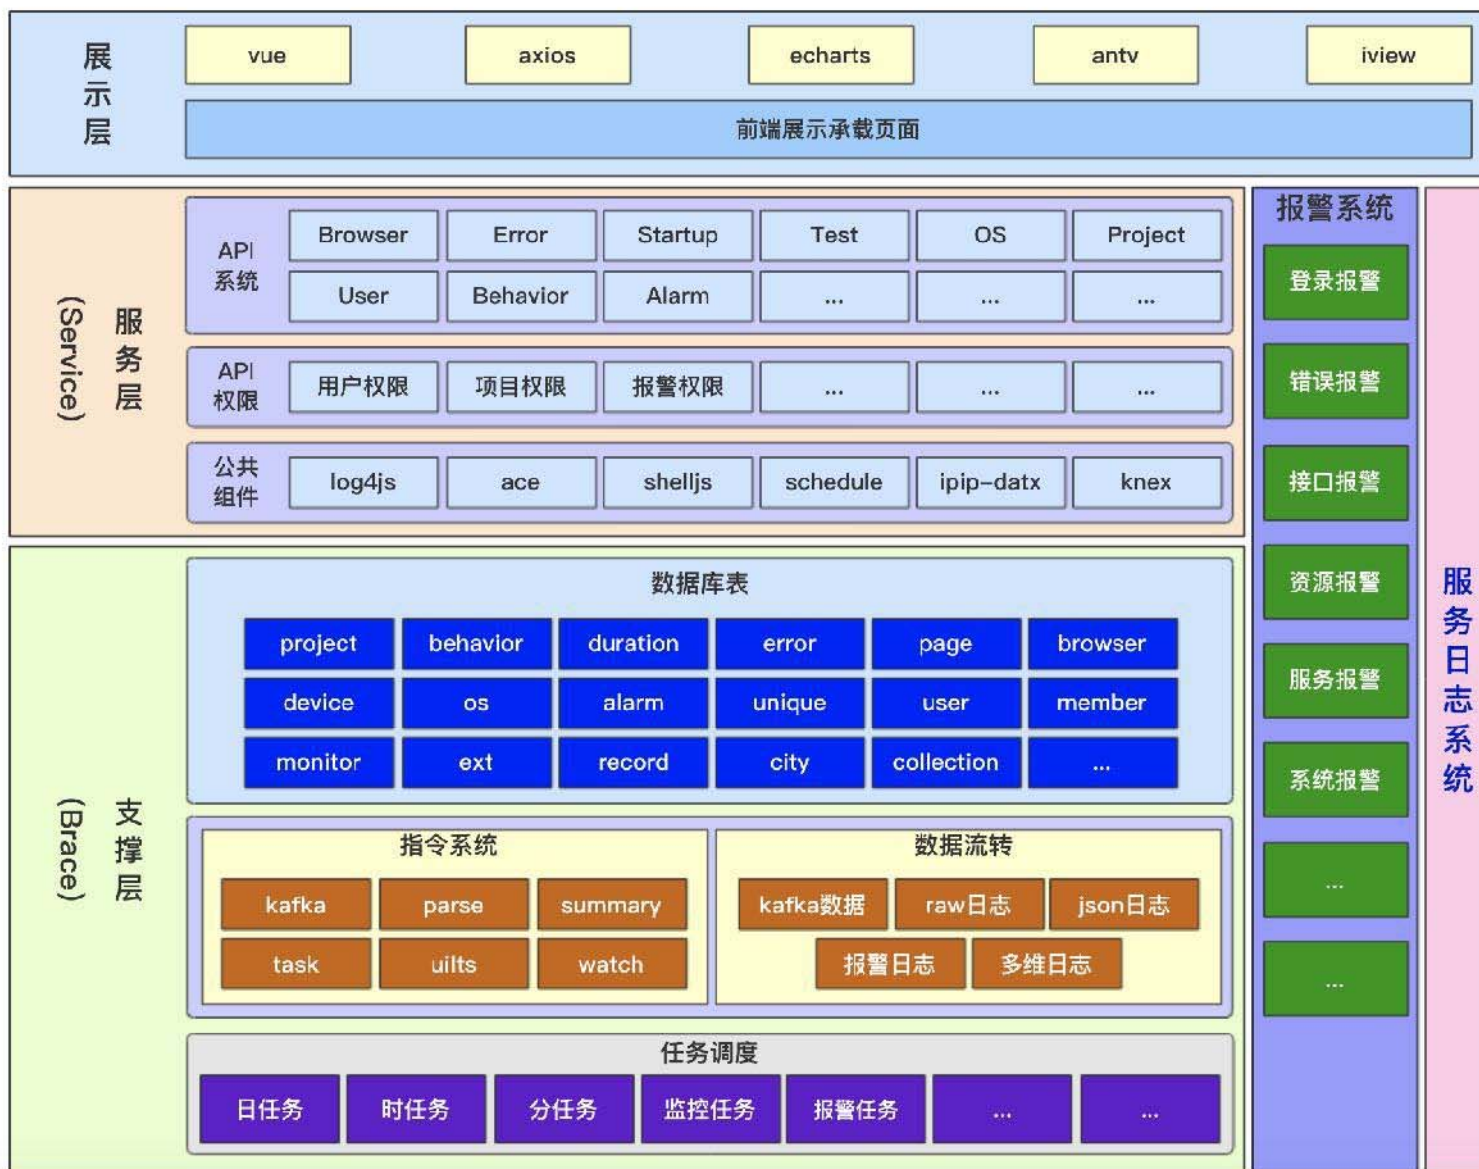 展示层
vue
axios
echarts
antv
iview
前端展示承载页面
服务层
(Service)
API
系统
Browser
Error
Startup
Test
OS
Project
User
Behavior
Alarm
...
...
...
API
权限
用户权限
项目权限
报警权限
...
...
...
公共
组件
log4js
ace
shelljs
schedule
ipip-datx
knex
支撑层
(Brace)
数据库表
project
behavior
duration
error
page
browser
device
os
alarm
unique
user
member
monitor
ext
record
city
collection
...
指令系统
kafka
parse
summary
task
uilts
watch
数据流转
kafka数据
raw日志
json日志
报警日志
多维日志
任务调度
日任务
时任务
分任务
监控任务
报警任务
...
...
报警系统
登录报警
错误报警
接口报警
资源报警
服务报警
系统报警
...
...
服务日志系统